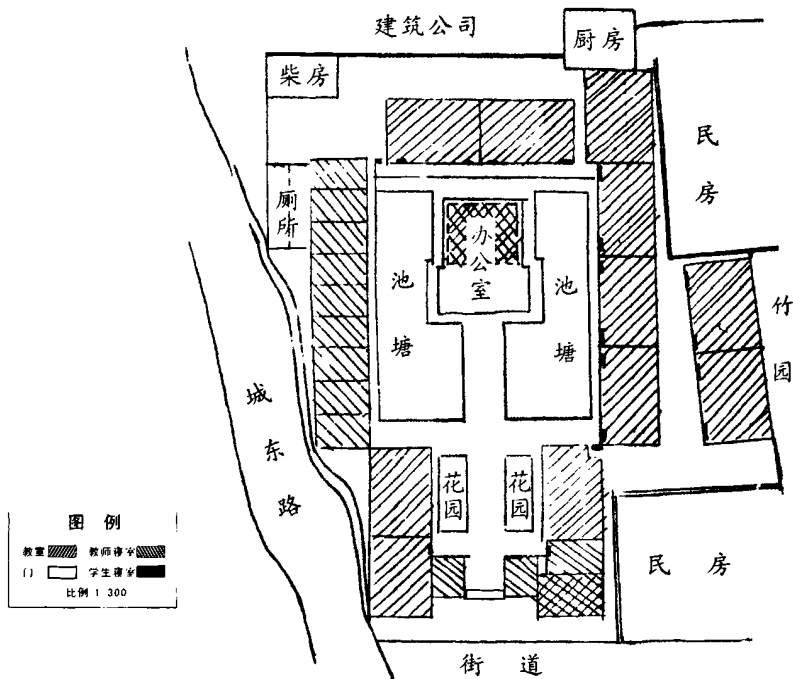 建筑公司
厨房
柴房
民房
厕所
办公室
池塘
池塘
竹园
城东路
花园
花园
图例
教室
教师寝室
门
学生寝室
比例 1 300
民房
街道